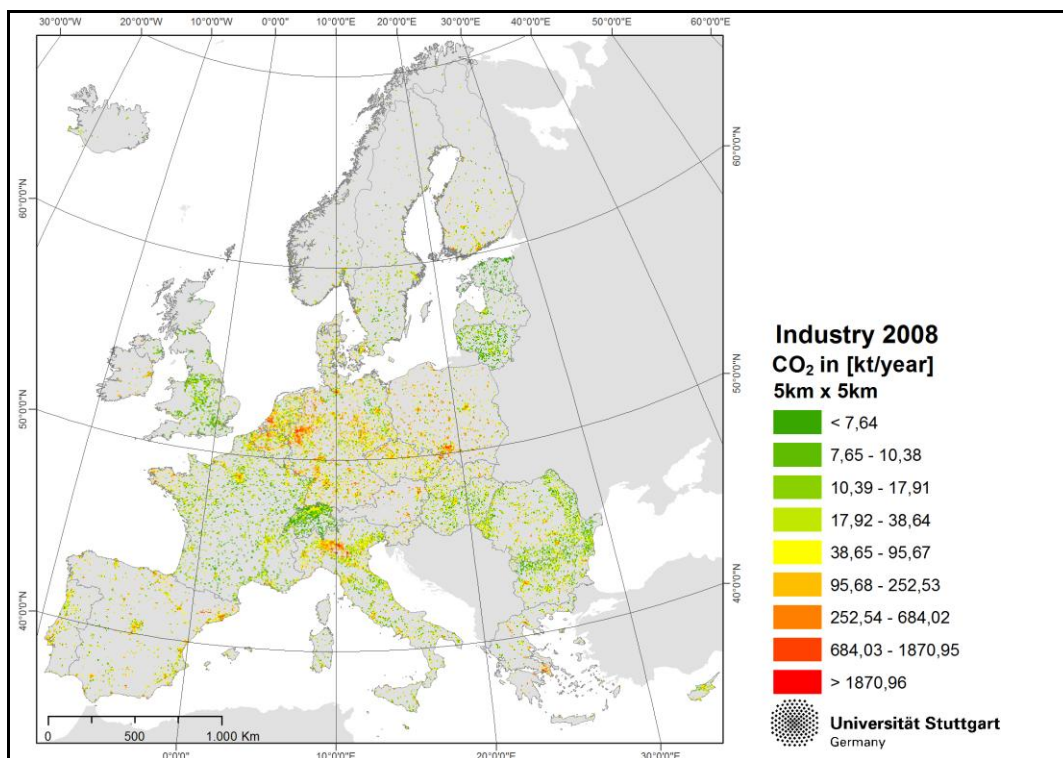 30°0'0"W 20°0'0"W 10°0'0"W 0°0'0"E 10°0'0"E 20°0'0"E 30°0'0"E 40°0'0"E 50°0'0"E 60°0'0"E
60°0'0"N
50°0'0"N
40°0'0"N
60°0'0"N
50°0'0"N
40°0'0"N
0 500 1.000 Km
0°0'0"E 10°0'0"E 20°0'0"E 30°0'0"E
Industry 2008
CO₂ in [kt/year]
5km x 5km
< 7,64
7,65 - 10,38
10,39 - 17,91
17,92 - 38,64
38,65 - 95,67
95,68 - 252,53
252,54 - 684,02
684,03 - 1870,95
> 1870,96
Universität Stuttgart
Germany